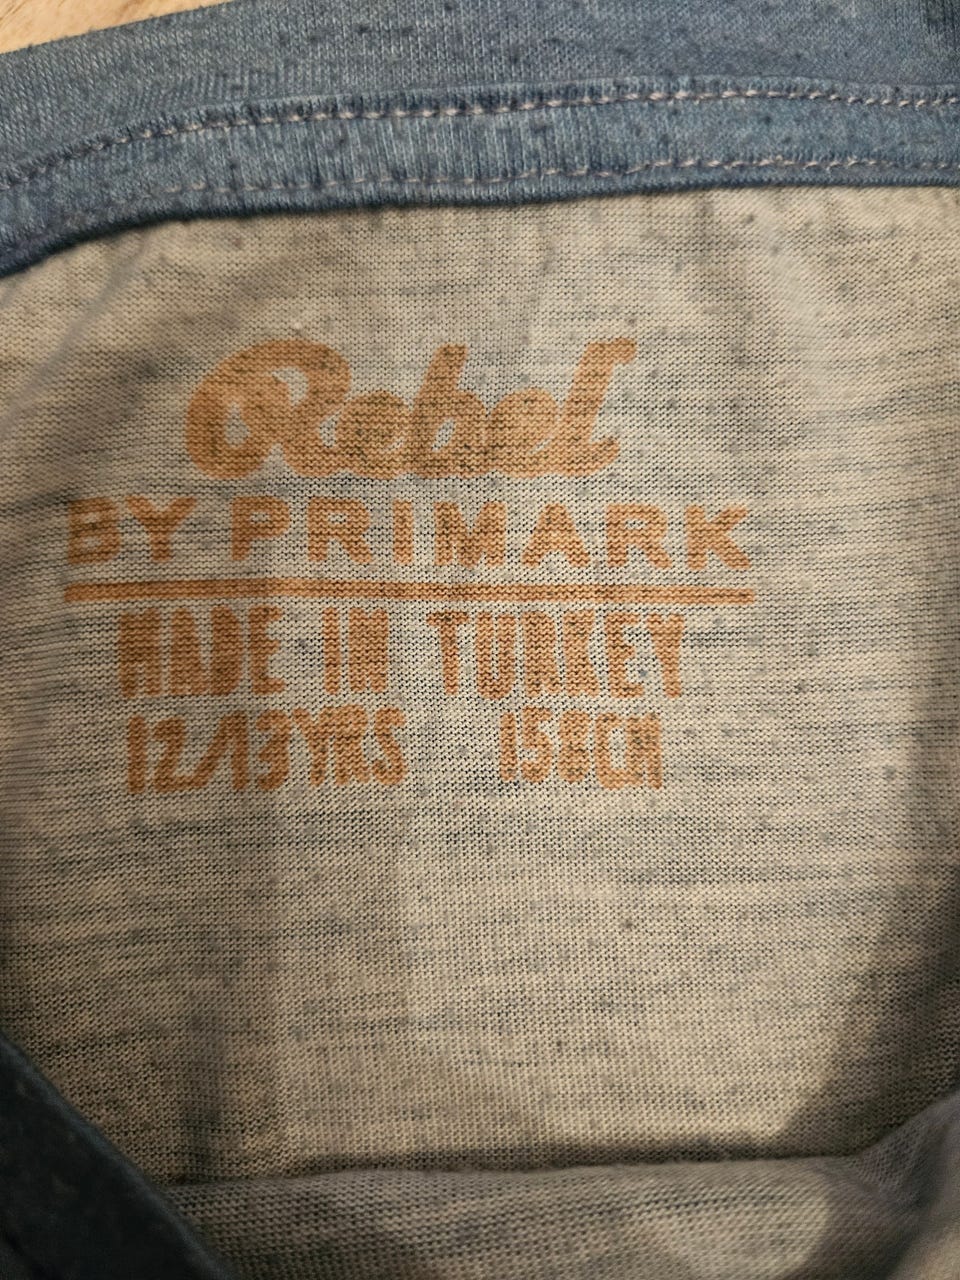 Rebel
BY PRIMARK
MADE IN TURKEY
12/13YRS 158CM